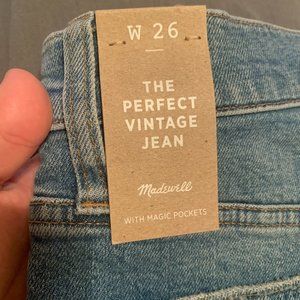 W 26
THE
PERFECT
VINTAGE
JEAN
Madewell
WITH MAGIC POCKETS